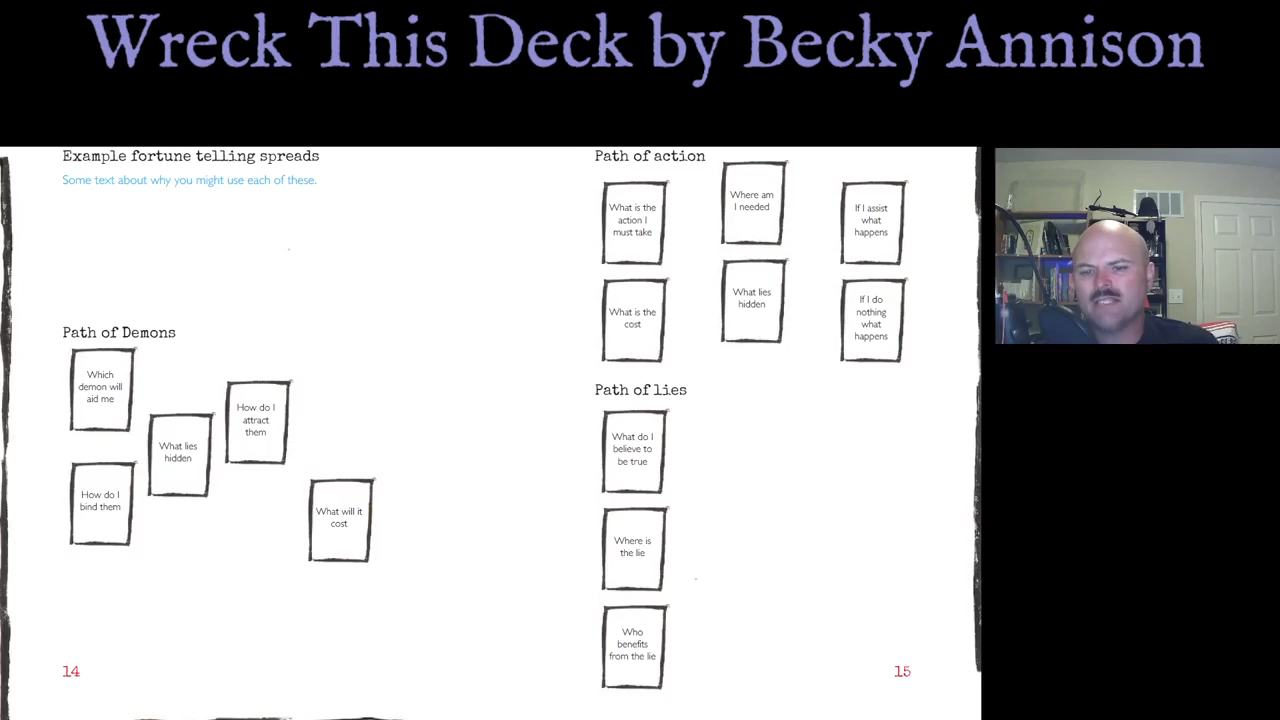 Wreck This Deck by Becky Annison
Example fortune telling spreads
Some text about why you might use each of these.
Path of Demons
Which
demon will
aid me
How do I
bind them
What lies
hidden
How do I
attract
them
What will it
cost
14
Path of action
What is the
action I
must take
Where am
I needed
If I assist
what
happens
What is the
cost
What lies
hidden
If I do
nothing
what
happens
Path of lies
What do I
believe to
be true
Where is
the lie
Who
benefits
from the lie
15